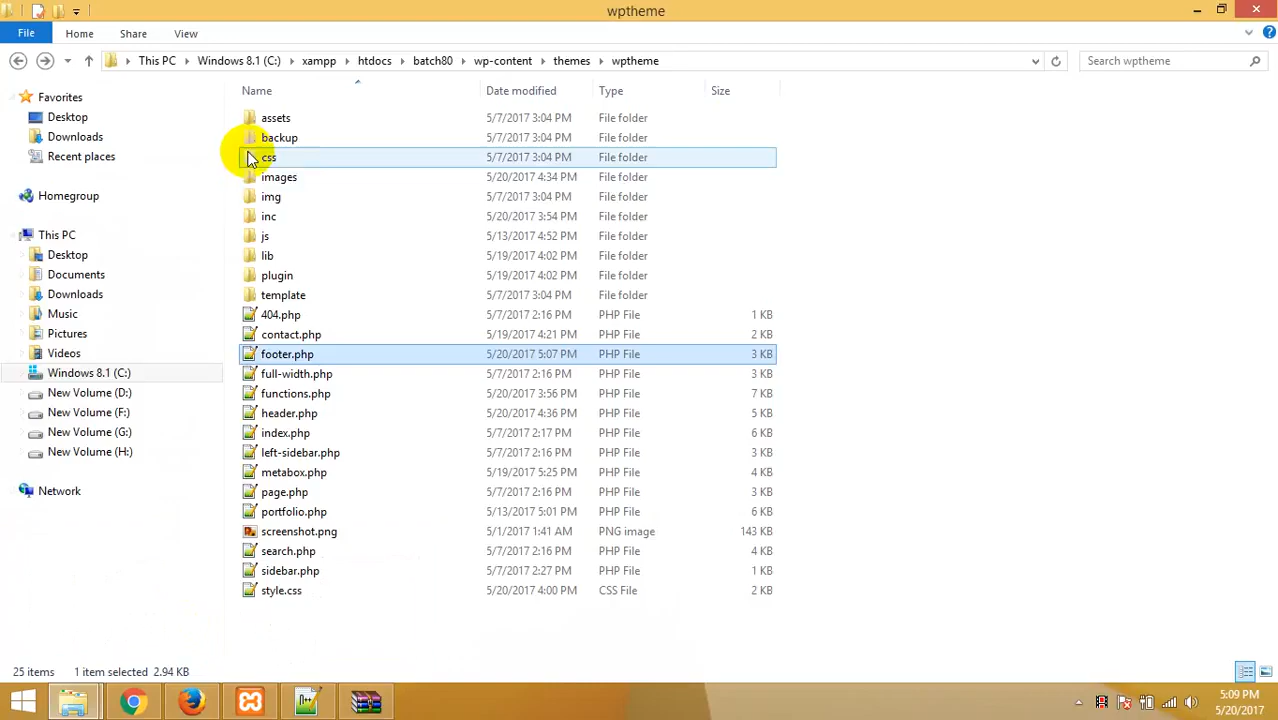 wptheme
File Home Share View
This PC Windows 8.1 (C:) xampp htdocs batch80 wp-content themes wptheme Search wptheme
Name Date modified Type Size
Favorites
Desktop
Downloads
Recent places
Homegroup
This PC
Desktop
Documents
Downloads
Music
Pictures
Videos
Windows 8.1 (C:)
New Volume (D:)
New Volume (F:)
New Volume (G:)
New Volume (H:)
Network
assets 5/7/2017 3:04 PM File folder
backup 5/7/2017 3:04 PM File folder
css 5/7/2017 3:04 PM File folder
images 5/20/2017 4:34 PM File folder
img 5/7/2017 3:04 PM File folder
inc 5/20/2017 3:54 PM File folder
js 5/13/2017 4:52 PM File folder
lib 5/19/2017 4:02 PM File folder
plugin 5/19/2017 4:02 PM File folder
template 5/7/2017 3:04 PM File folder
404.php 5/7/2017 2:16 PM PHP File 1 KB
contact.php 5/19/2017 4:21 PM PHP File 2 KB
footer.php 5/20/2017 5:07 PM PHP File 3 KB
full-width.php 5/7/2017 2:16 PM PHP File 3 KB
functions.php 5/20/2017 3:56 PM PHP File 7 KB
header.php 5/20/2017 4:36 PM PHP File 5 KB
index.php 5/7/2017 2:17 PM PHP File 6 KB
left-sidebar.php 5/7/2017 2:16 PM PHP File 3 KB
metabox.php 5/19/2017 5:25 PM PHP File 4 KB
page.php 5/7/2017 2:16 PM PHP File 3 KB
portfolio.php 5/13/2017 5:01 PM PHP File 6 KB
screenshot.png 5/1/2017 1:41 AM PNG image 143 KB
search.php 5/7/2017 2:16 PM PHP File 4 KB
sidebar.php 5/7/2017 2:27 PM PHP File 1 KB
style.css 5/20/2017 4:00 PM CSS File 2 KB
25 items 1 item selected 2.94 KB
5:09 PM
5/20/2017